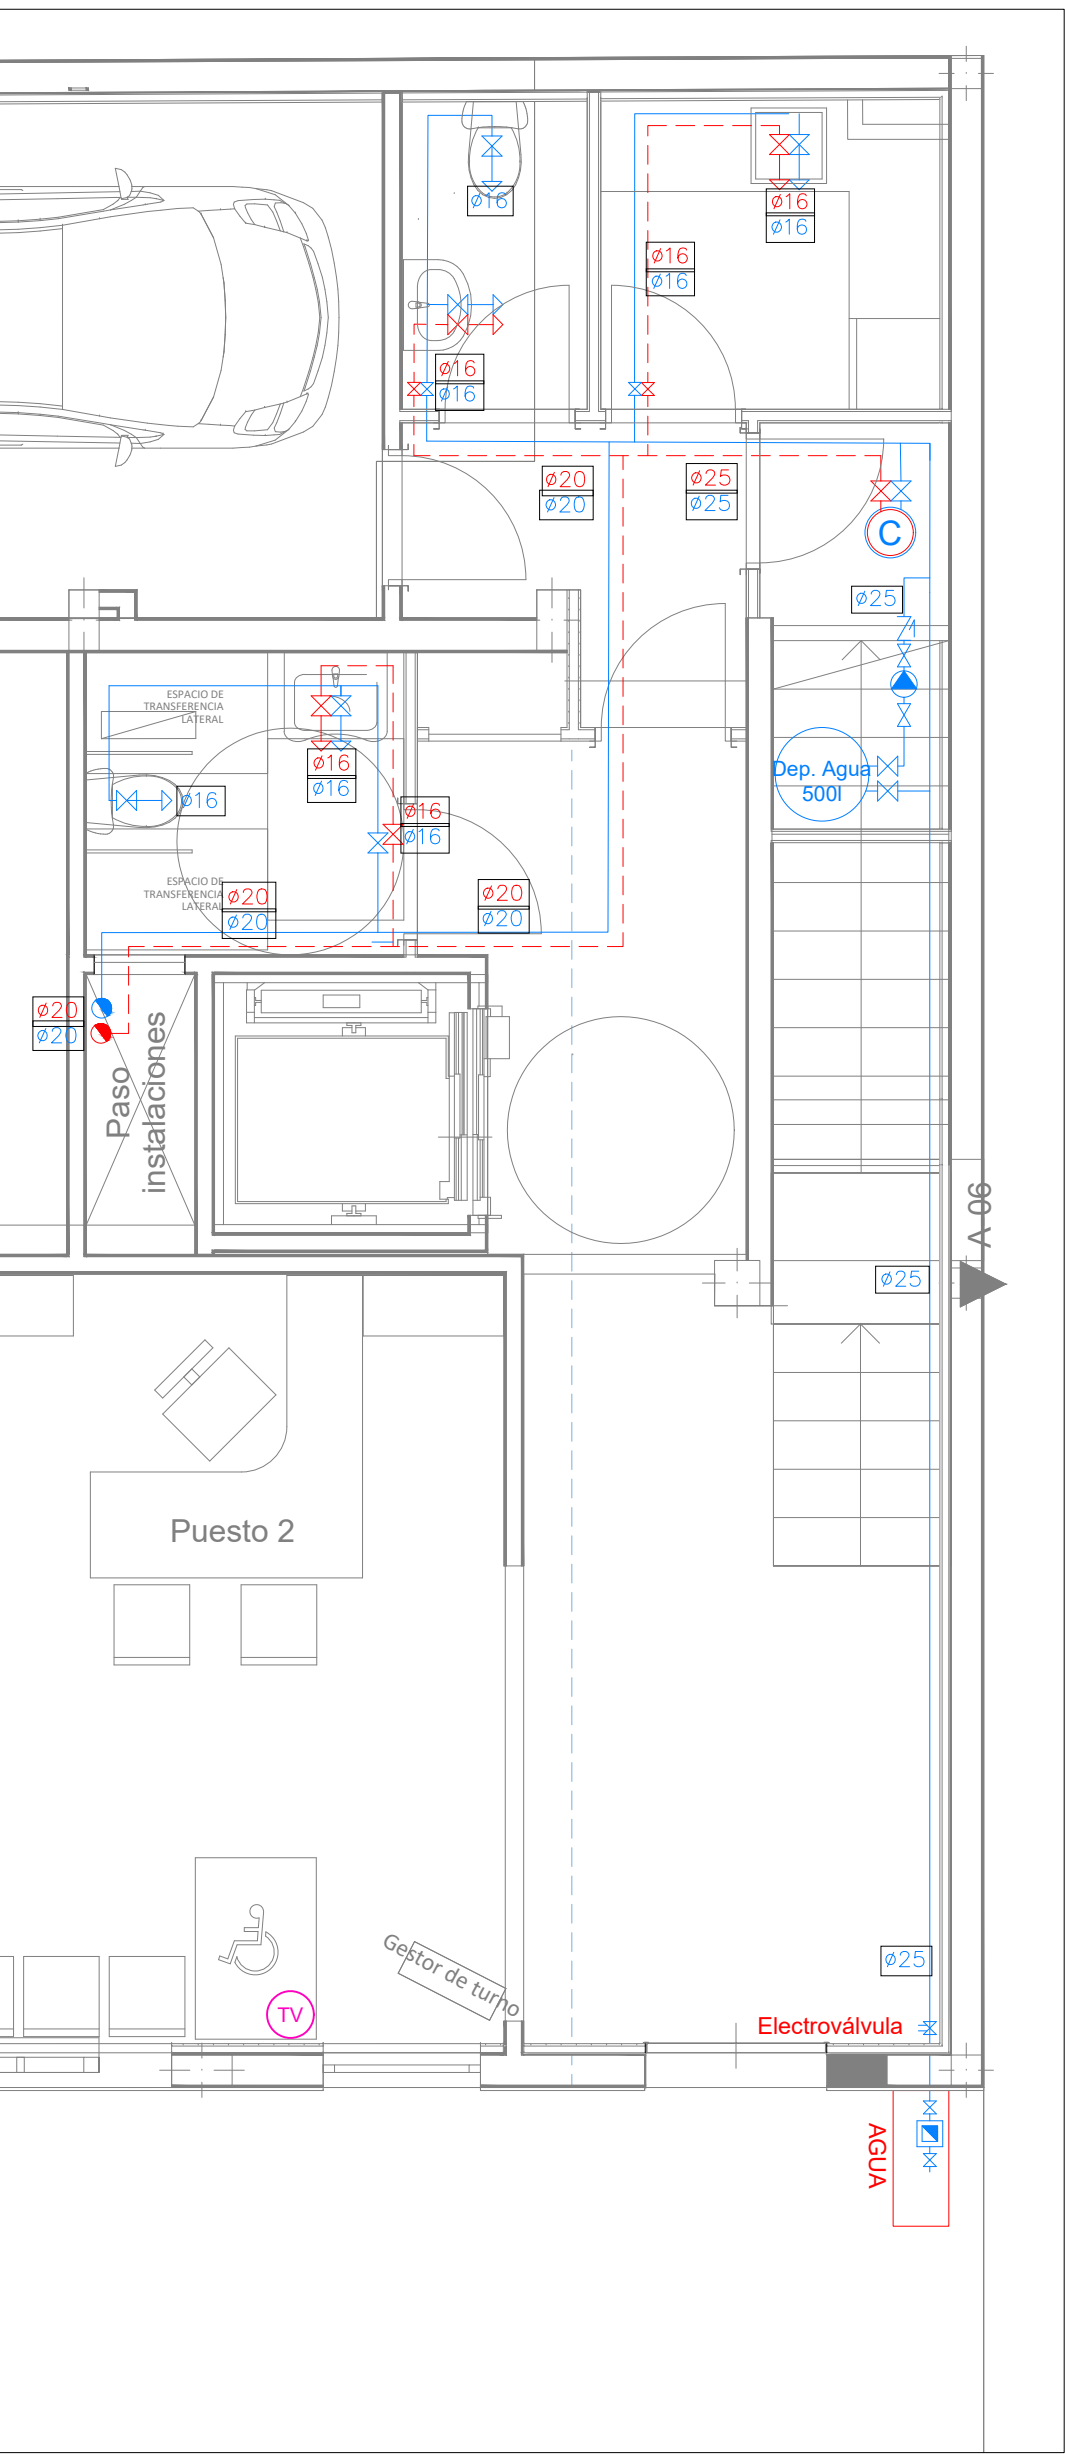 ø16
ø16
ø16
ø16
ø16
ø16
ø16
ø20
ø20
ø25
ø25
C
ø25
ESPACIO DE
TRANSFERENCIA
LATERAL
ø16
ø16
Dep. Agua
500l
ø16
ø16
ø16
ESPACIO DE
TRANSFERENCIA
LATERAL
ø20
ø20
ø20
ø20
ø20
ø20
Paso
instalaciones
A 06
ø25
Puesto 2
Gestor de turno
ø25
TV
Electroválvula
AGUA